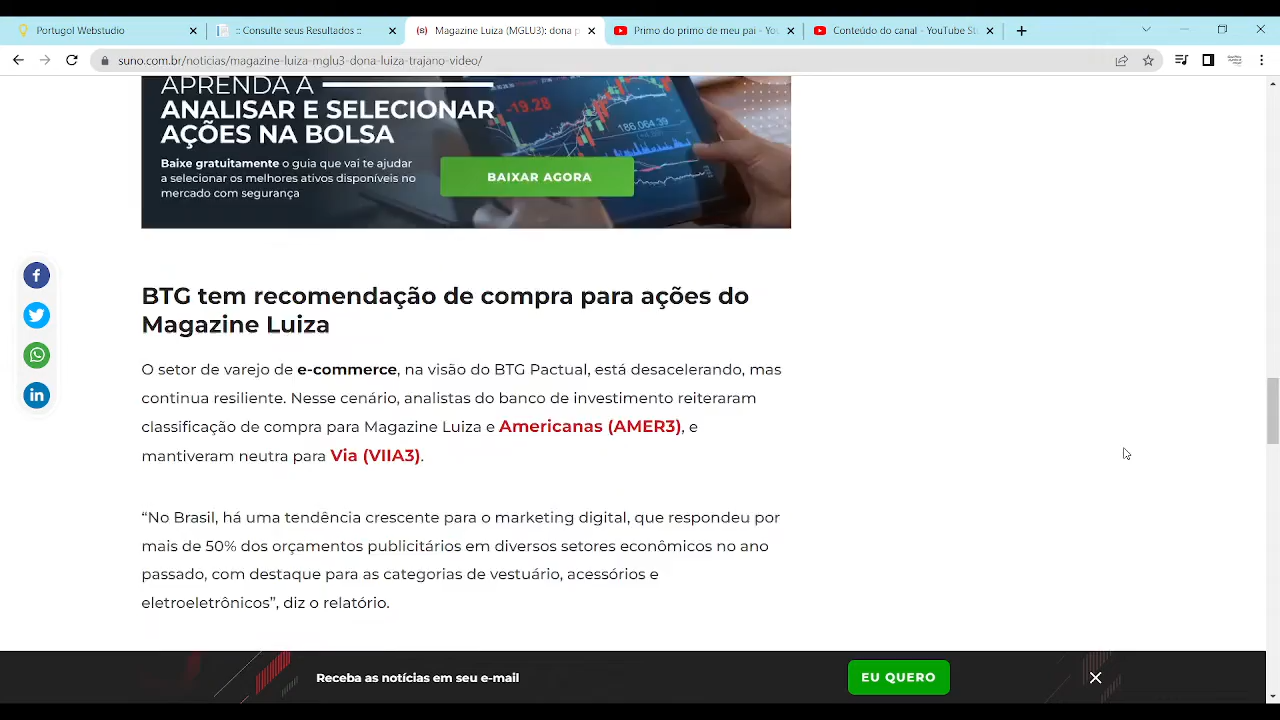 Portugol Webstudio
:: Consulte seus Resultados ::
(s) Magazine Luiza (MGLU3): dona p
Primo do primo de meu pai - You
Conteúdo do canal - YouTube St
suno.com.br/noticias/magazine-luiza-mglu3-dona-luiza-trajano-video/
APRENDA A
ANALISAR E SELECIONAR
AÇÕES NA BOLSA
Baixe gratuitamente o guia que vai te ajudar
a selecionar os melhores ativos disponíveis no
mercado com segurança
BAIXAR AGORA
-19.28
186,064.39
BTG tem recomendação de compra para ações do
Magazine Luiza
O setor de varejo de e-commerce, na visão do BTG Pactual, está desacelerando, mas
continua resiliente. Nesse cenário, analistas do banco de investimento reiteraram
classificação de compra para Magazine Luiza e Americanas (AMER3), e
mantiveram neutra para Via (VIIA3).
“No Brasil, há uma tendência crescente para o marketing digital, que respondeu por
mais de 50% dos orçamentos publicitários em diversos setores econômicos no ano
passado, com destaque para as categorias de vestuário, acessórios e
eletroeletrônicos”, diz o relatório.
Receba as notícias em seu e-mail
EU QUERO